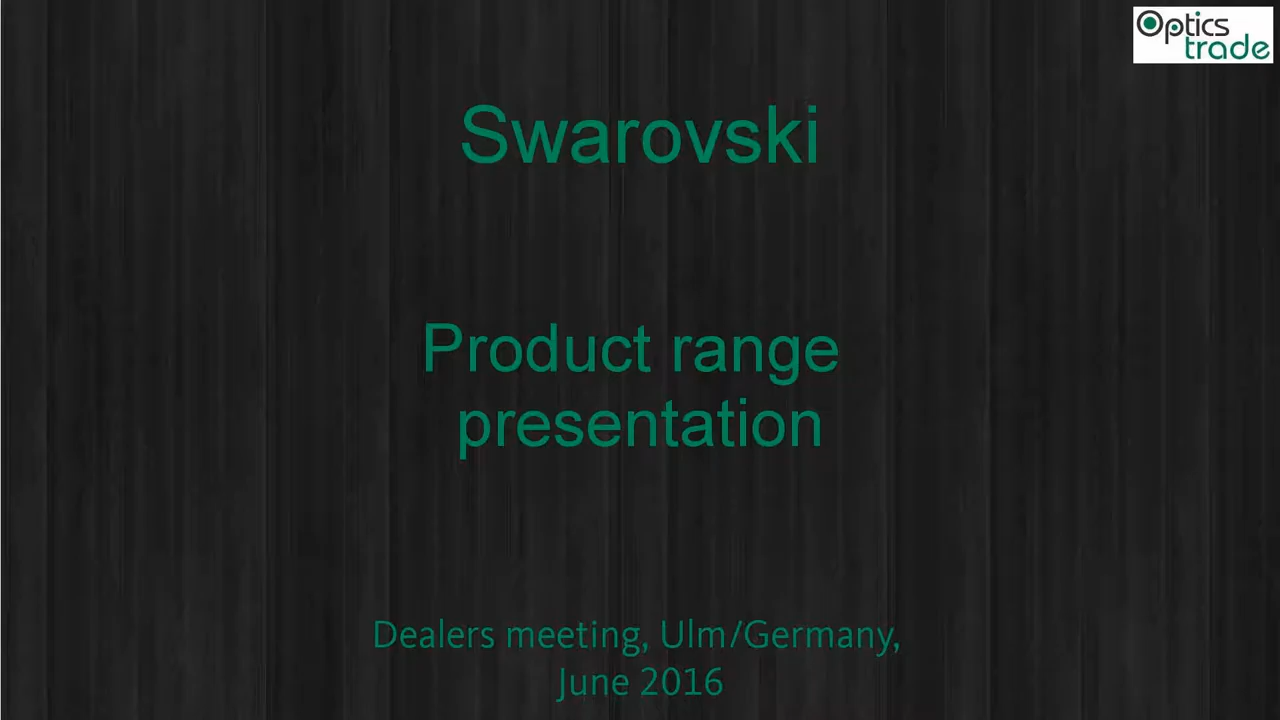 Optics
trade
Swarovski
Product range
presentation
Dealers meeting, Ulm/Germany,
June 2016